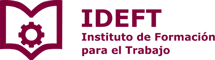 IDEFT
Instituto de Formación
para el Trabajo